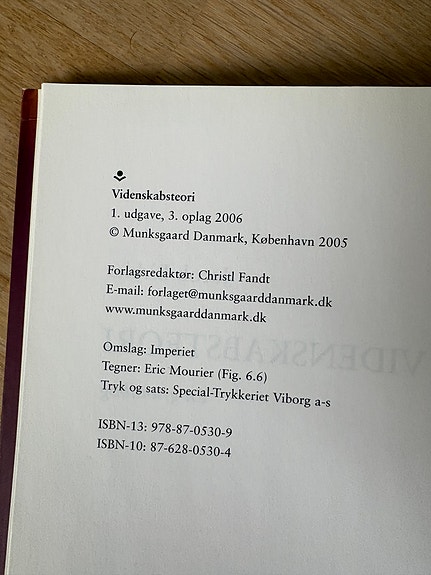 Videnskabsteori
1. udgave, 3. oplag 2006
© Munksgaard Danmark, København 2005
Forlagsredaktør: Christl Fandt
E-mail: forlaget@munksgaarddanmark.dk
www.munksgaarddanmark.dk
Omslag: Imperiet
Tegner: Eric Mourier (Fig. 6.6)
Tryk og sats: Special-Trykkeriet Viborg a-s
ISBN-13: 978-87-0530-9
ISBN-10: 87-628-0530-4
VIDENSKABSTEORI